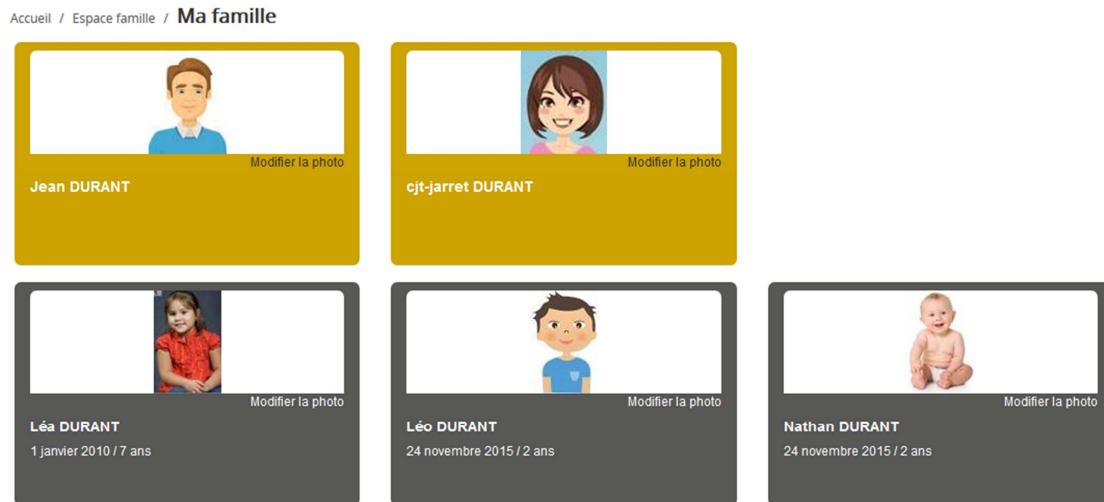 Accueil / Espace famille / Ma famille
Modifier la photo
Jean DURANT
Modifier la photo
cjt-jarret DURANT
Modifier la photo
Léa DURANT
1 janvier 2010 / 7 ans
Modifier la photo
Léo DURANT
24 novembre 2015 / 2 ans
Modifier la photo
Nathan DURANT
24 novembre 2015 / 2 ans